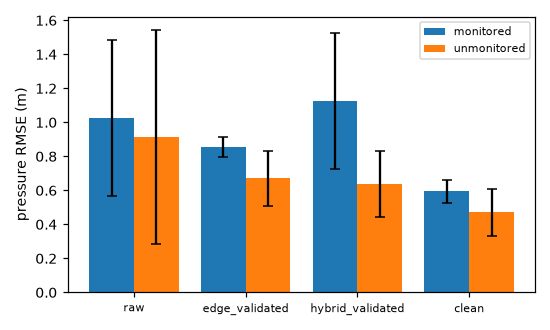 1.6
1.4
1.2
1.0
0.8
0.6
0.4
0.2
0.0
pressure RMSE (m)
monitored
unmonitored
raw edge_validated hybrid_validated clean